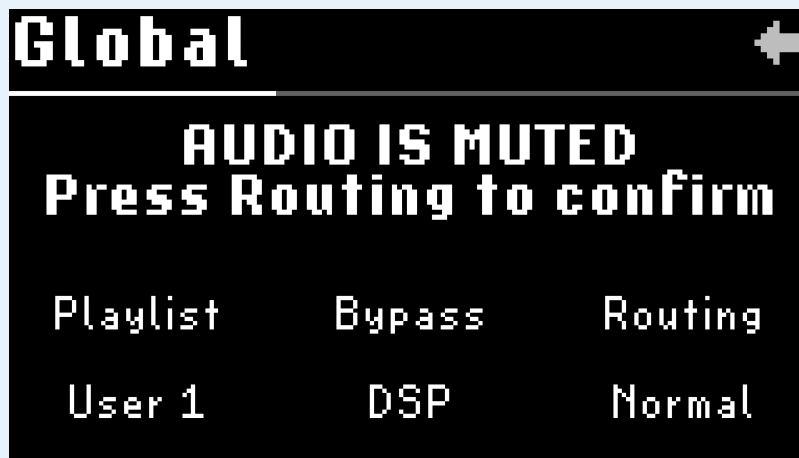 Global
AUDIO IS MUTED
Press Routing to confirm
Playlist Bypass Routing
User 1 DSP Normal